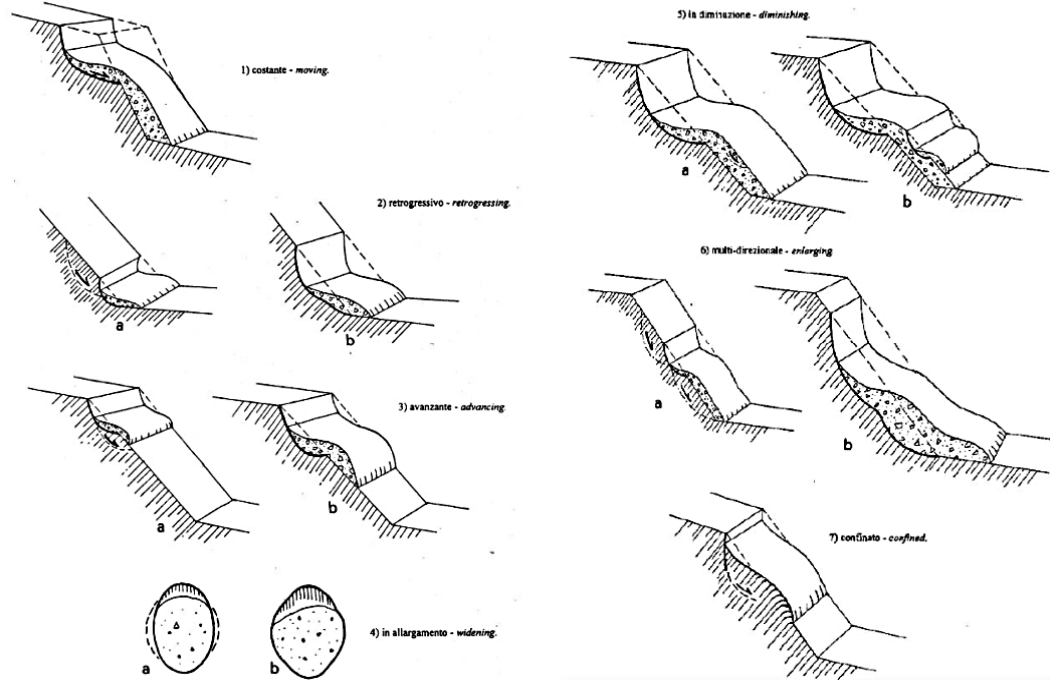 1) costante - moving.
2) retrogressivo - retrogressing.
a
b
3) avanzante - advancing.
a
b
4) in allargamento - widening.
a
b
5) in diminuzione - diminishing.
a
b
6) multi-direzionale - enlarging
a
b
7) confinato - confined.